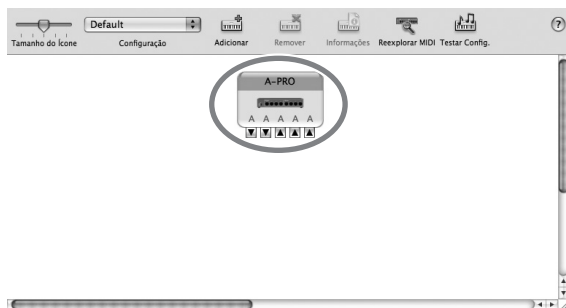 Default
?
Tamanho do Ícone Configuração Adicionar Remover Informações Reexplorar MIDI Testar Config.
A-PRO
A A A A A